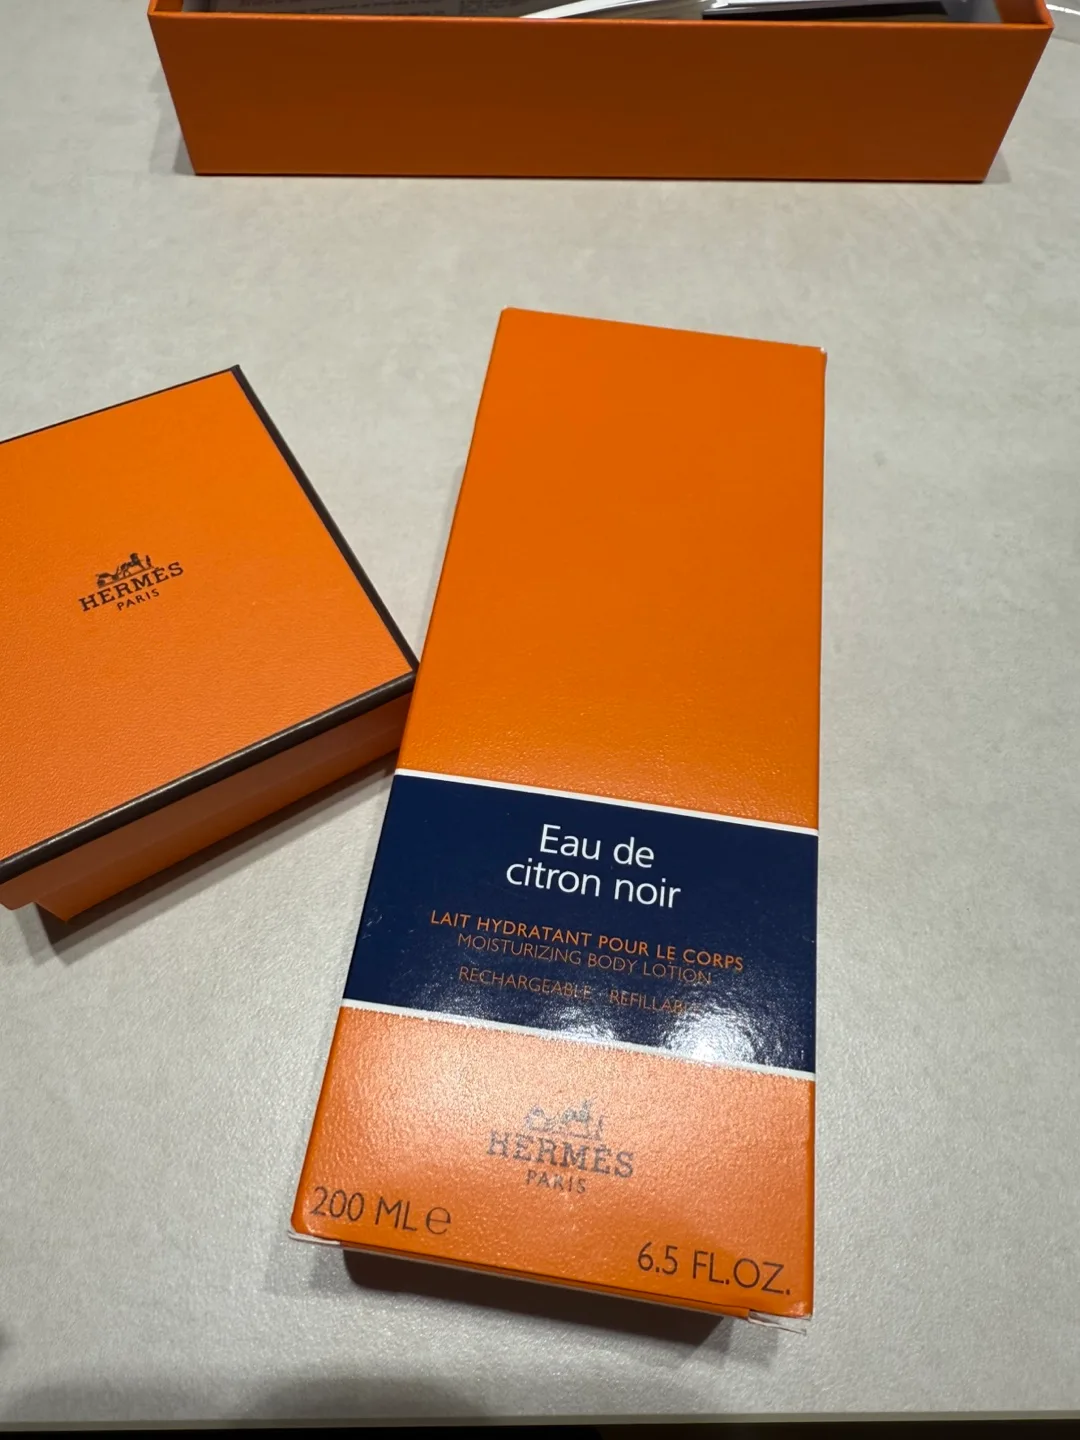 HERMÈS
PARIS
Eau de
citron noir
LAIT HYDRATANT POUR LE CORPS
MOISTURIZING BODY LOTION
RECHARGEABLE - REFILLABLE
HERMÈS
PARIS
200 ML e
6.5 FL.OZ.